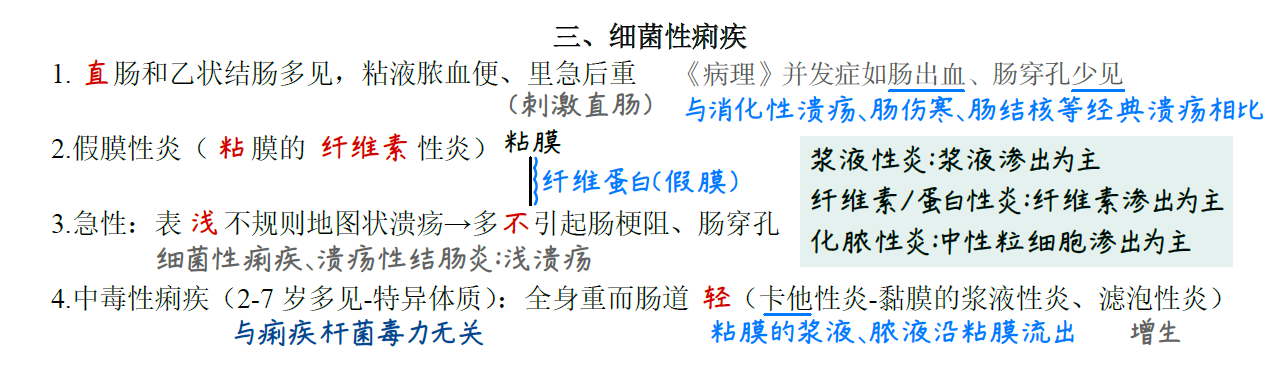 三、细菌性痢疾
1. 直肠和乙状结肠多见，粘液脓血便、里急后重 《病理》并发症如肠出血、肠穿孔少见
(刺激直肠) 与消化性溃疡、肠伤寒、肠结核等经典溃疡相比
2.假膜性炎（粘膜的 纤维素 性炎）粘膜
纤维蛋白(假膜)
浆液性炎:浆液渗出为主
纤维素/蛋白性炎:纤维素渗出为主
化脓性炎:中性粒细胞渗出为主
3.急性：表 浅 不规则地图状溃疡→多 不 引起肠梗阻、肠穿孔
细菌性痢疾、溃疡性结肠炎:浅溃疡
4.中毒性痢疾（2-7 岁多见-特异体质）：全身重而肠道 轻（卡他性炎-黏膜的浆液性炎、滤泡性炎）
与痢疾杆菌毒力无关 粘膜的浆液、脓液沿粘膜流出 增生